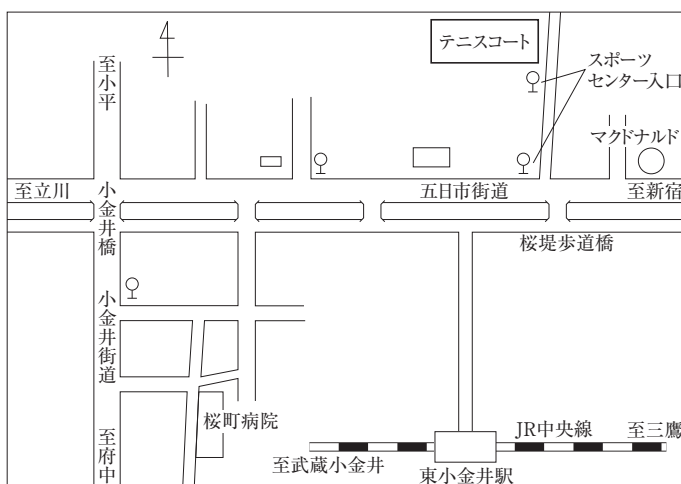 テニスコート
スポーツ
センター入口
至小平
マクドナルド
至立川
小金井橋
五日市街道
至新宿
桜堤歩道橋
小金井街道
桜町病院
至府中
JR中央線
至三鷹
至武蔵小金井
東小金井駅